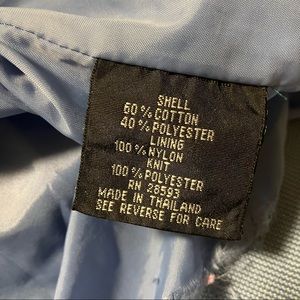 SHELL
60 % COTTON
40 % POLYESTER
LINING
100 % NYLON
KNIT
100 % POLYESTER
RN 28593
MADE IN THAILAND
SEE REVERSE FOR CARE